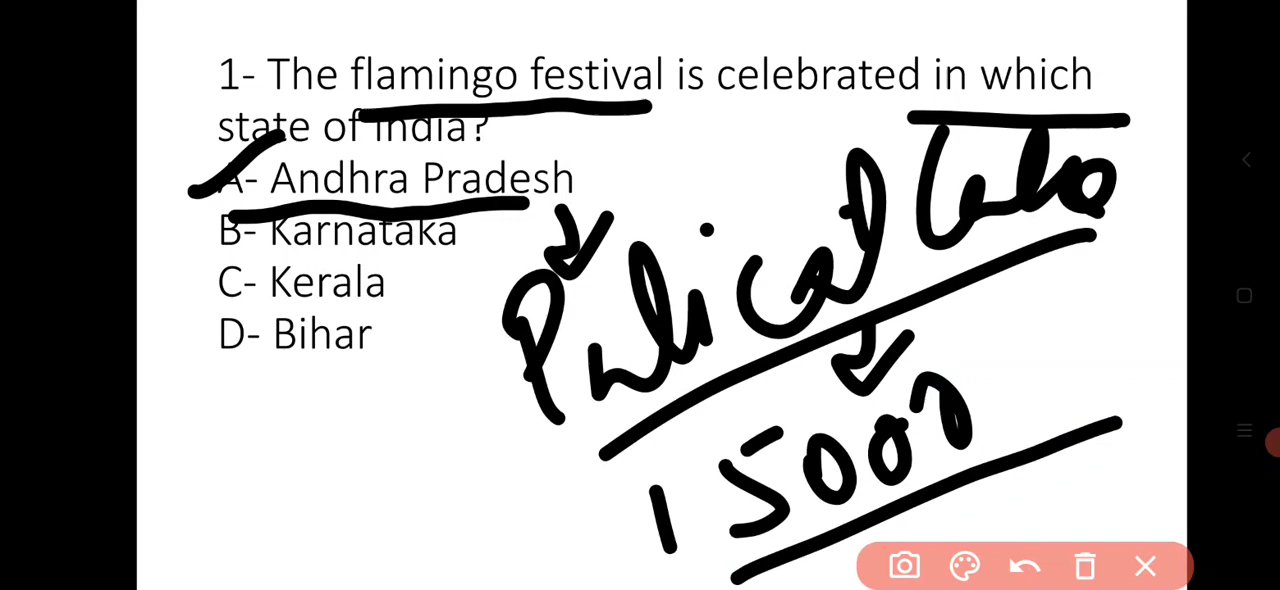 1- The flamingo festival is celebrated in which
state of India?
A- Andhra Pradesh
B- Karnataka
C- Kerala
D- Bihar
Pulicat Lake
15000